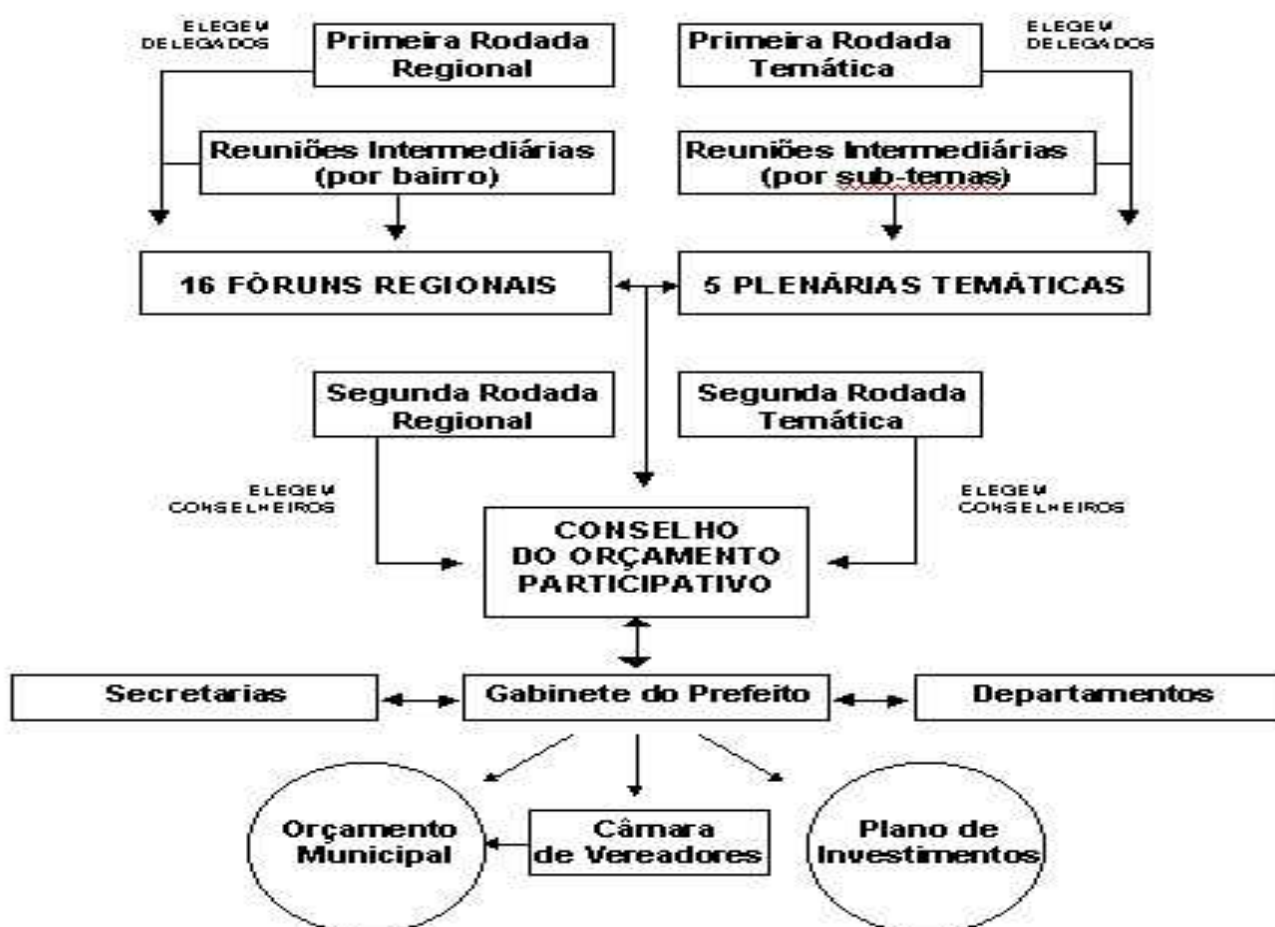 ELEGEM
DELEGADOS
Primeira Rodada
Regional
Primeira Rodada
Temática
ELEGEM
DELEGADOS
Reuniões Intermediárias
(por bairro)
Reuniões Intermediárias
(por sub-temas)
16 FÓRUNS REGIONAIS
5 PLENÁRIAS TEMÁTICAS
Segunda Rodada
Regional
Segunda Rodada
Temática
ELEGEM
CONSELHEIROS
ELEGEM
CONSELHEIROS
CONSELHO
DO ORÇAMENTO
PARTICIPATIVO
Secretarias
Gabinete do Prefeito
Departamentos
Orçamento
Municipal
Câmara
de Vereadores
Plano de
Investimentos